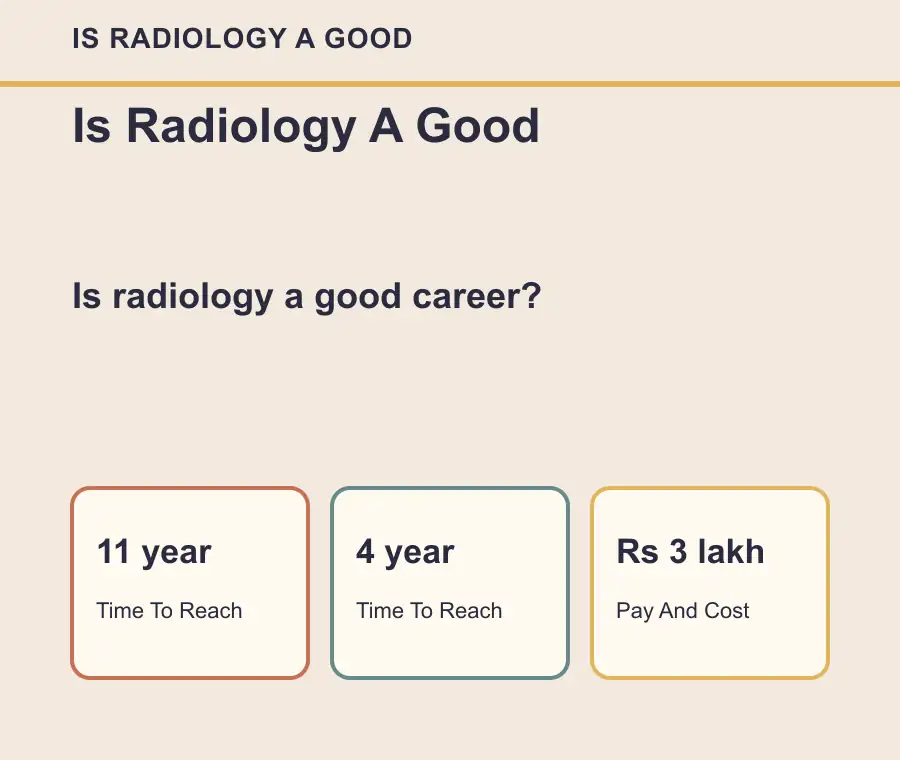 IS RADIOLOGY A GOOD
Is Radiology A Good
Is radiology a good career?
11 year
Time To Reach
4 year
Time To Reach
Rs 3 lakh
Pay And Cost